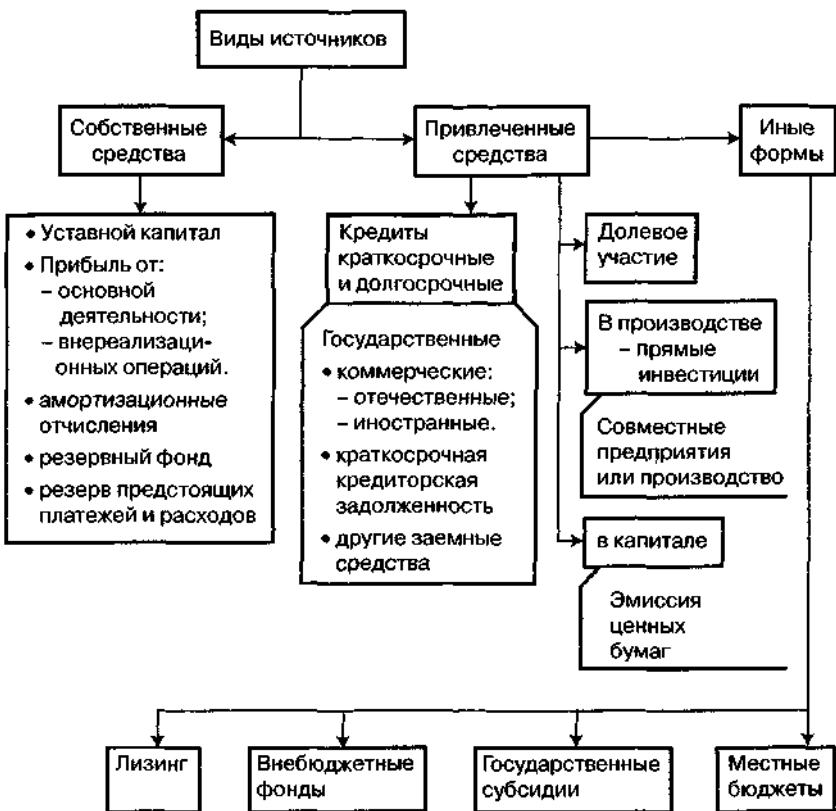 Виды источников
Собственные
средства
Привлеченные
средства
Иные
формы
• Уставной капитал
• Прибыль от:
– основной
деятельности;
– внереализаци-
онных операций.
• амортизационные
отчисления
• резервный фонд
• резерв предстоящих
платежей и расходов
Кредиты
краткосрочные
и долгосрочные
Государственные
• коммерческие:
– отечественные;
– иностранные.
• краткосрочная
кредиторская
задолженность
• другие заемные
средства
Долевое
участие
В производстве
– прямые
инвестиции
Совместные
предприятия
или производство
в капитале
Эмиссия
ценных
бумаг
Лизинг
Внебюджетные
фонды
Государственные
субсидии
Местные
бюджеты